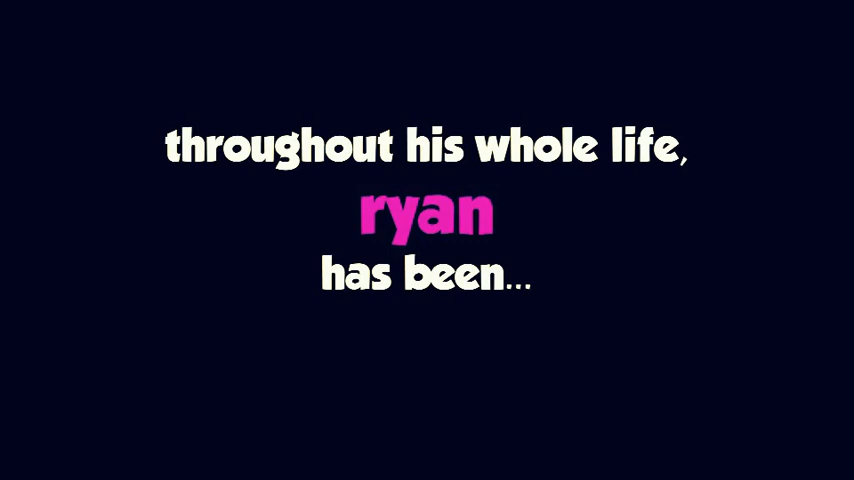 throughout his whole life,
ryan
has been...